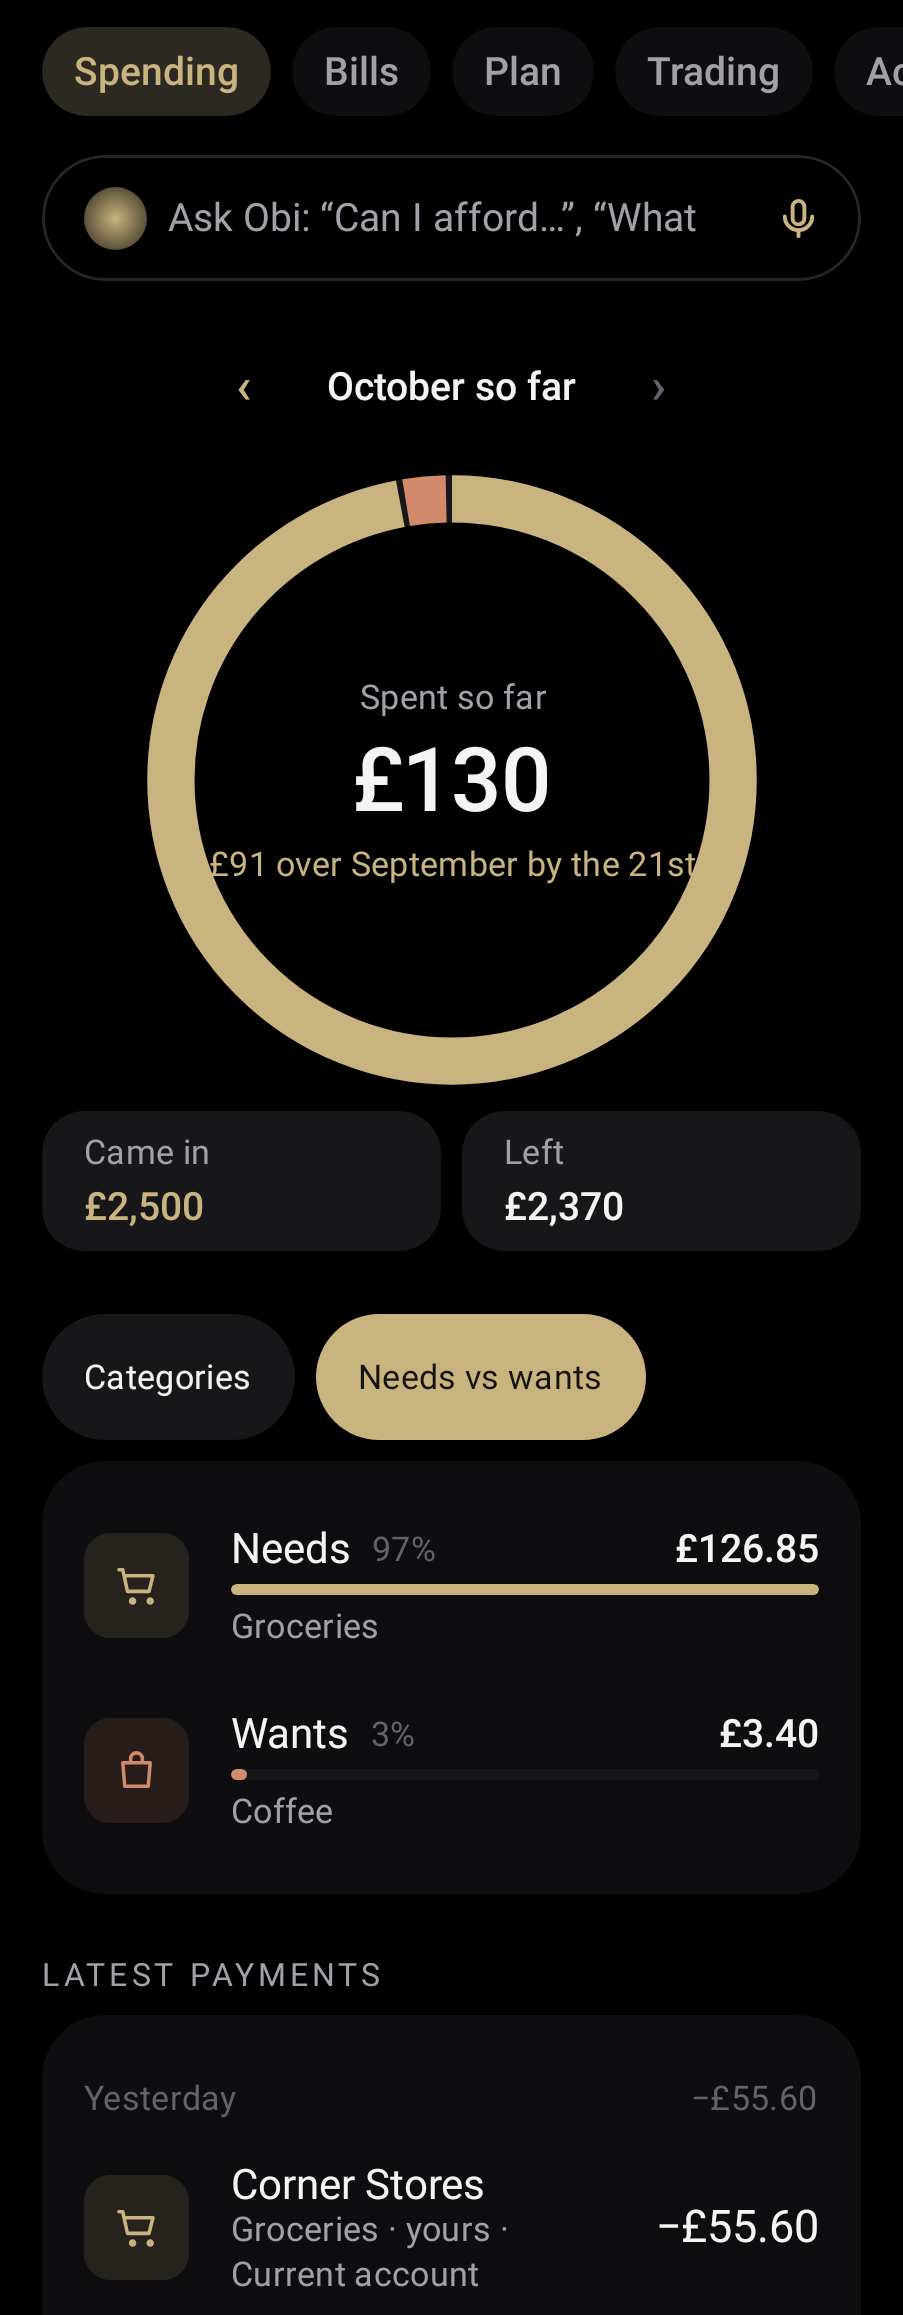 Spending Bills Plan Trading Ac
Ask Obi: “Can I afford…”, “What
‹ October so far ›
Spent so far
£130
£91 over September by the 21st
Came in
£2,500
Left
£2,370
Categories
Needs vs wants
Needs 97% £126.85
Groceries
Wants 3% £3.40
Coffee
LATEST PAYMENTS
Yesterday −£55.60
Corner Stores
Groceries · yours ·
Current account
−£55.60